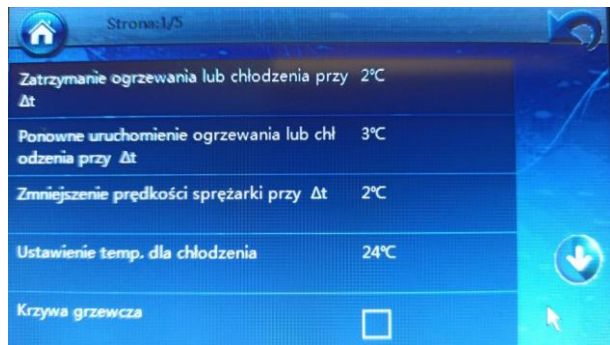 Strona:1/5
Zatrzymanie ogrzewania lub chłodzenia przy 2℃
Δt
Ponowne uruchomienie ogrzewania lub chł 3℃
odzenia przy Δt
Zmniejszenie prędkości sprężarki przy Δt 2℃
Ustawienie temp. dla chłodzenia 24℃
Krzywa grzewcza